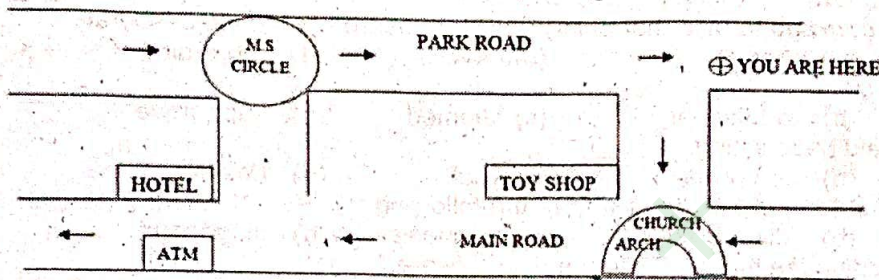 M.S
CIRCLE
PARK ROAD
YOU ARE HERE
HOTEL
TOY SHOP
CHURCH
ARCH
MAIN ROAD
ATM